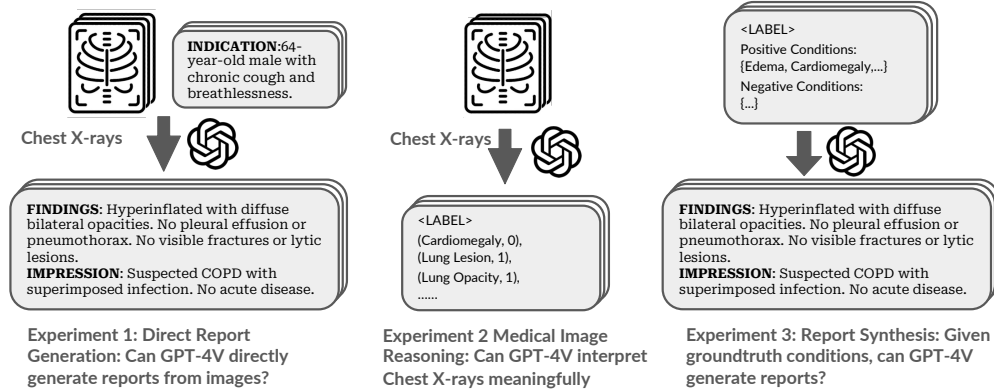 INDICATION:64-
year-old male with
chronic cough and
breathlessness.
Chest X-rays
FINDINGS: Hyperinflated with diffuse
bilateral opacities. No pleural effusion or
pneumothorax. No visible fractures or lytic
lesions.
IMPRESSION: Suspected COPD with
superimposed infection. No acute disease.
Experiment 1: Direct Report
Generation: Can GPT-4V directly
generate reports from images?
Chest X-rays
<LABEL>
(Cardiomegaly, 0),
(Lung Lesion, 1),
(Lung Opacity, 1),
......
Experiment 2 Medical Image
Reasoning: Can GPT-4V interpret
Chest X-rays meaningfully
<LABEL>
Positive Conditions:
{Edema, Cardiomegaly,...}
Negative Conditions:
{...}
FINDINGS: Hyperinflated with diffuse
bilateral opacities. No pleural effusion or
pneumothorax. No visible fractures or lytic
lesions.
IMPRESSION: Suspected COPD with
superimposed infection. No acute disease.
Experiment 3: Report Synthesis: Given
groundtruth conditions, can GPT-4V
generate reports?